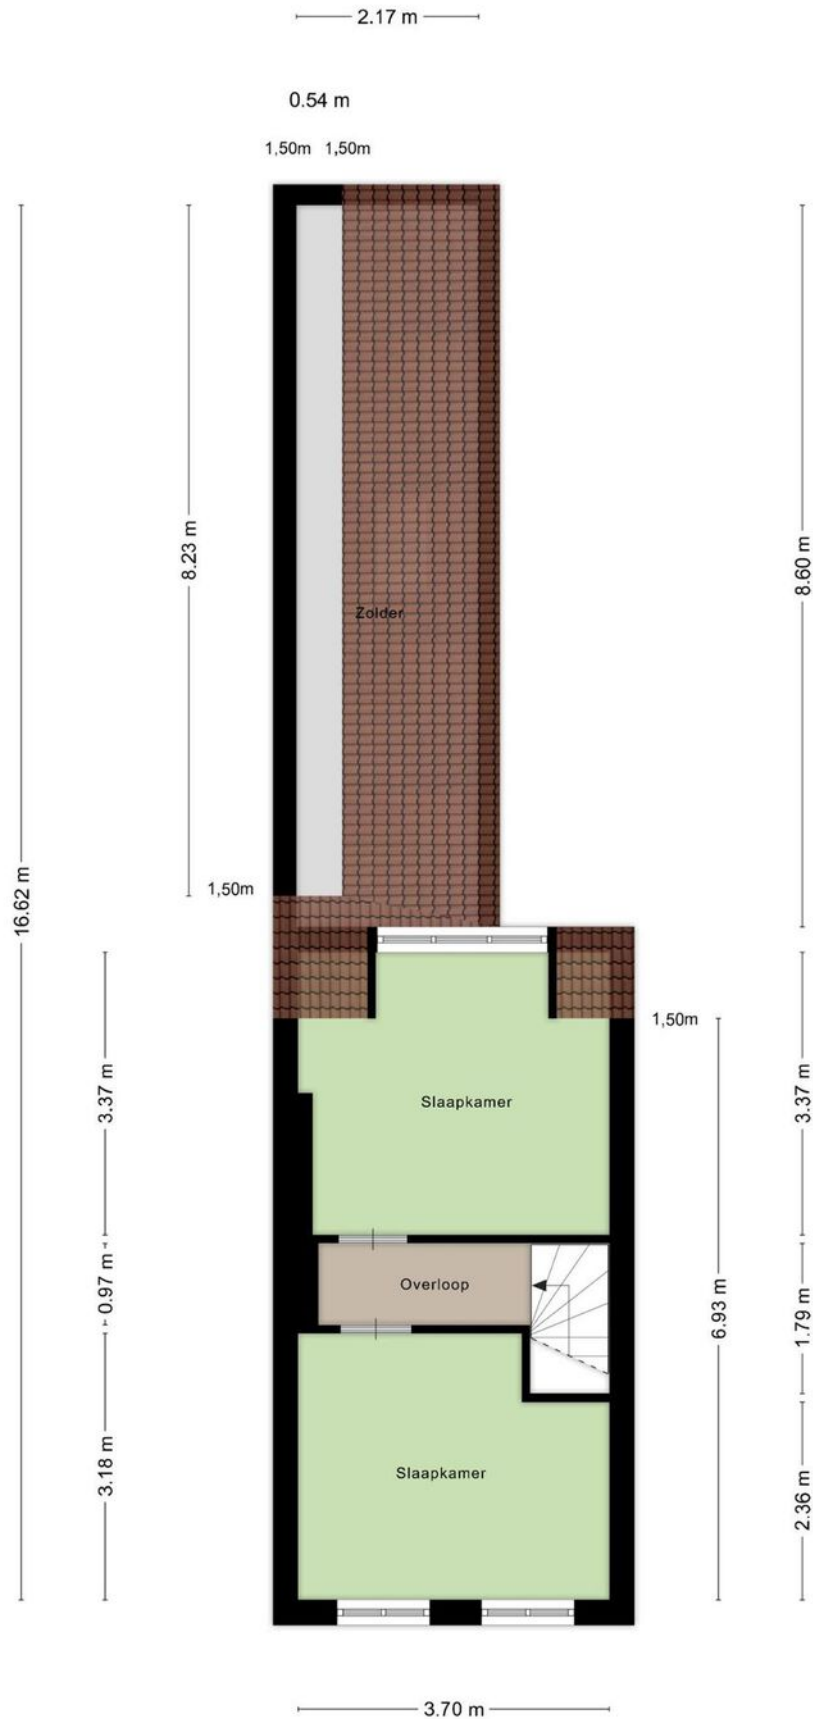 2.17 m
0.54 m
1,50m 1,50m
8.23 m
8.60 m
Zolder
16.62 m
1,50m
1,50m
3.37 m
3.37 m
Slaapkamer
0.97 m
Overloop
6.93 m
1.79 m
3.18 m
Slaapkamer
2.36 m
3.70 m